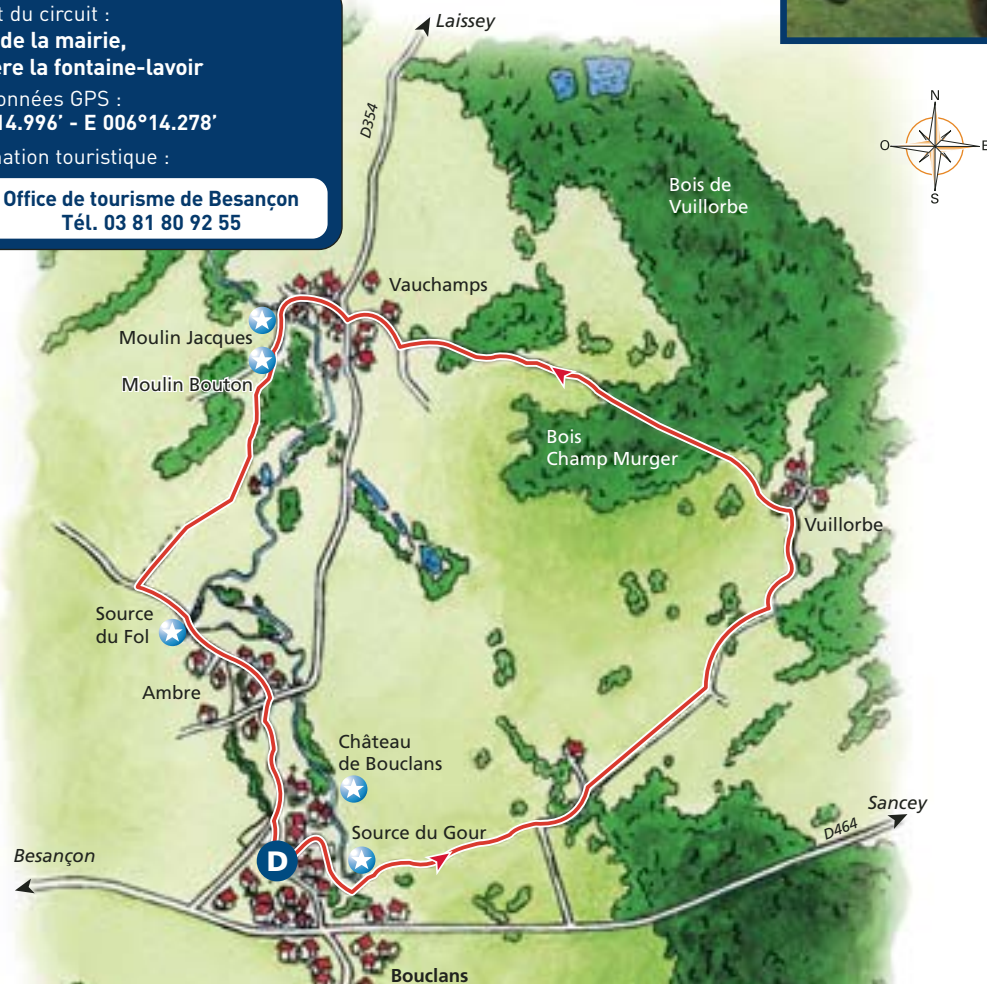 t du circuit :
de la mairie,
ère la fontaine-lavoir
onnées GPS :
14.996’ - E 006°14.278’
nation touristique :
Office de tourisme de Besançon
Tél. 03 81 80 92 55
Laissey
D354
N
O
E
S
Bois de
Vuillorbe
Vauchamps
Moulin Jacques
Moulin Bouton
Bois
Champ Murger
Vuillorbe
Source
du Fol
Ambre
Château
de Bouclans
Source du Gour
Sancey
D464
Besançon
D
Bouclans